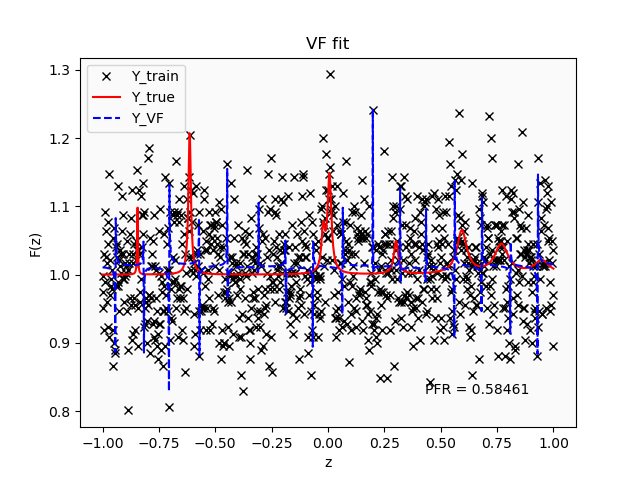 VF fit
Y_train
Y_true
Y_VF
F(z)
1.3
1.2
1.1
1.0
0.9
0.8
PFR = 0.58461
−1.00 −0.75 −0.50 −0.25 0.00 0.25 0.50 0.75 1.00
z